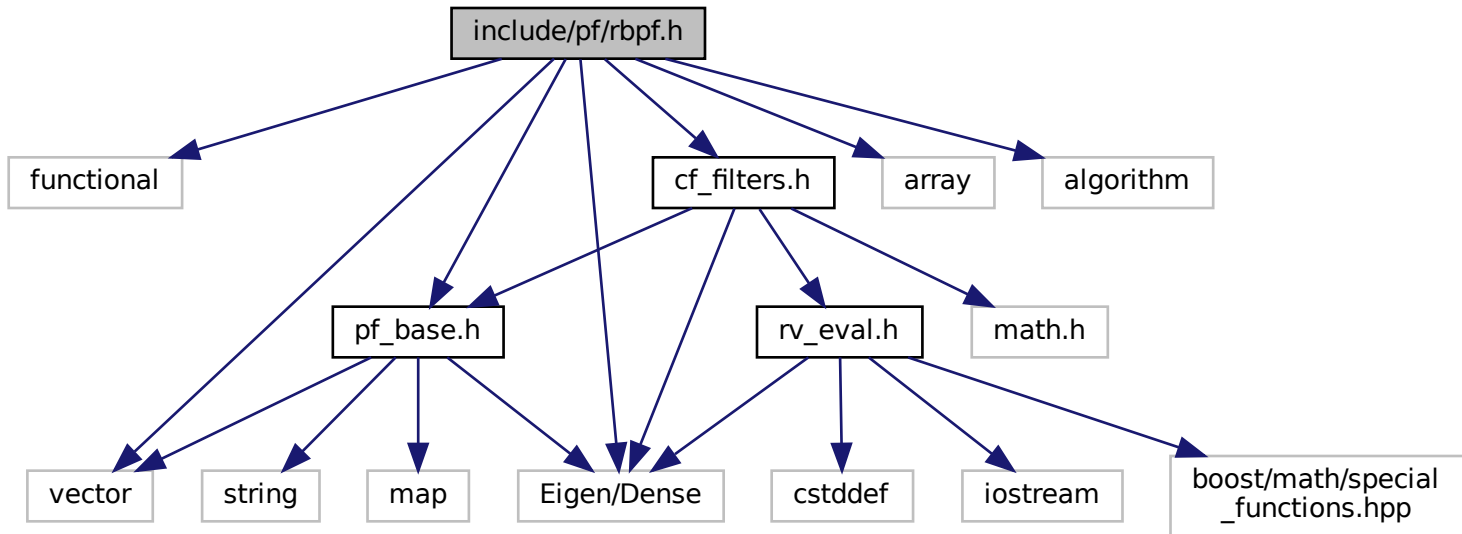 include/pf/rbpf.h
functional
cf_filters.h
array
algorithm
pf_base.h
rv_eval.h
math.h
vector
string
map
Eigen/Dense
cstddef
iostream
boost/math/special
_functions.hpp